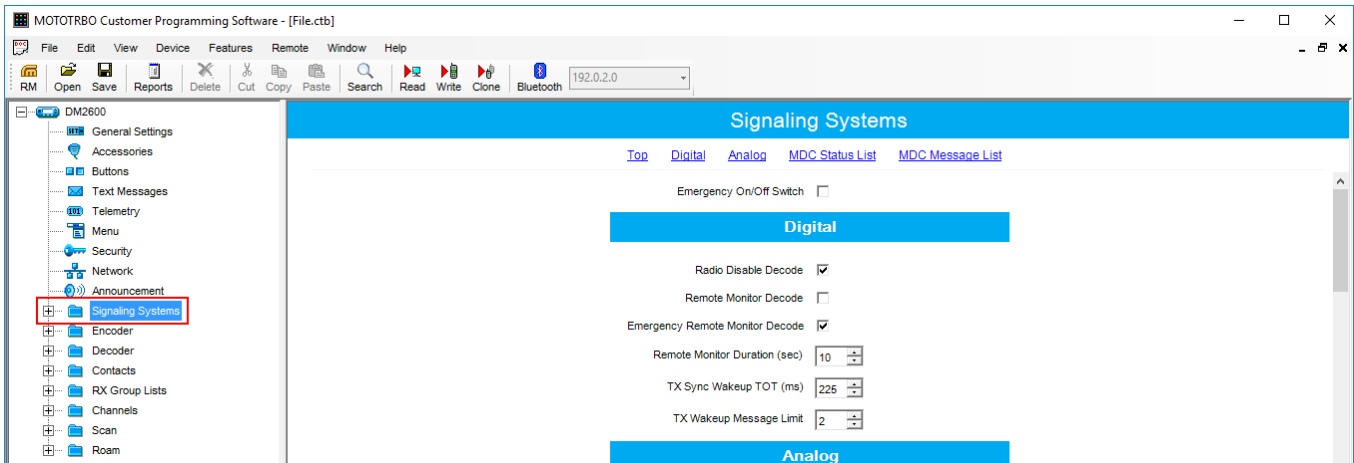 MOTOTRBO Customer Programming Software - [File.ctb]
File Edit View Device Features Remote Window Help
RM Open Save Reports Delete Cut Copy Paste Search Read Write Clone Bluetooth 192.0.2.0
DM2600
General Settings
Accessories
Buttons
Text Messages
Telemetry
Menu
Security
Network
Announcement
Signaling Systems
Encoder
Decoder
Contacts
RX Group Lists
Channels
Scan
Roam
Signaling Systems
Top Digital Analog MDC Status List MDC Message List
Emergency On/Off Switch
Digital
Radio Disable Decode
Remote Monitor Decode
Emergency Remote Monitor Decode
Remote Monitor Duration (sec) 10
TX Sync Wakeup TOT (ms) 225
TX Wakeup Message Limit 2
Analog